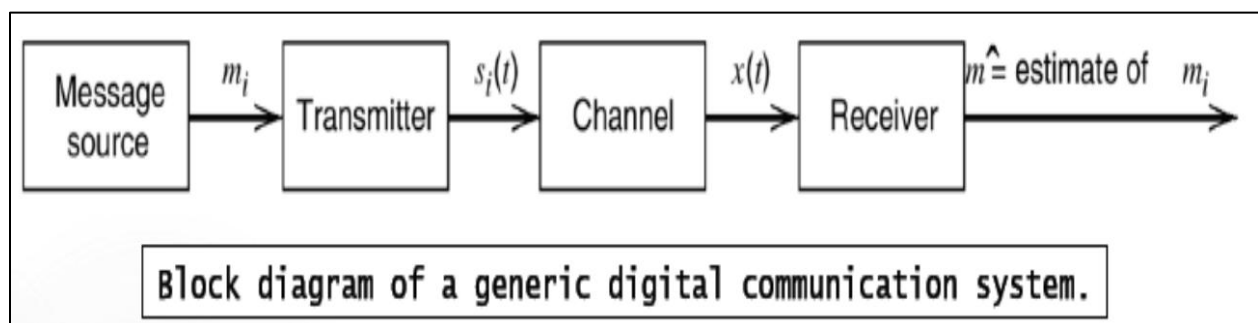 Message
source
m_i
Transmitter
s_i(t)
Channel
x(t)
Receiver
m̂ = estimate of m_i
Block diagram of a generic digital communication system.